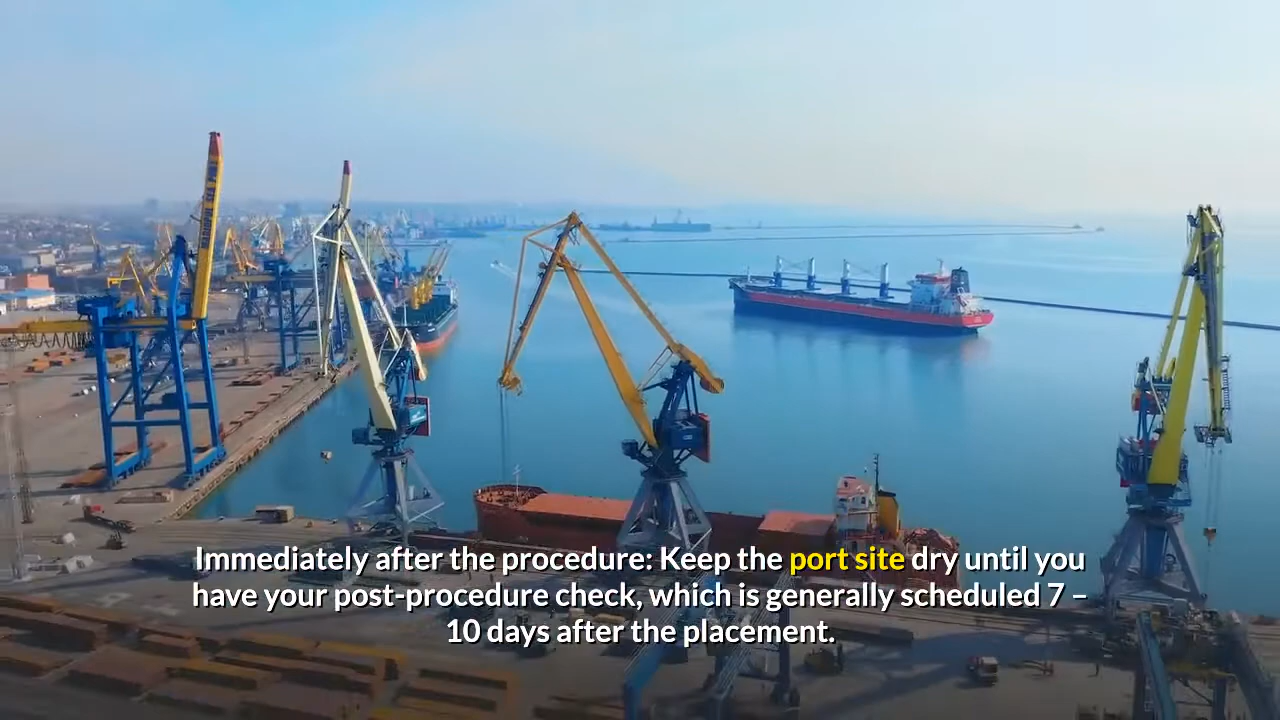 Immediately after the procedure: Keep the port site dry until you
have your post-procedure check, which is generally scheduled 7 –
10 days after the placement.